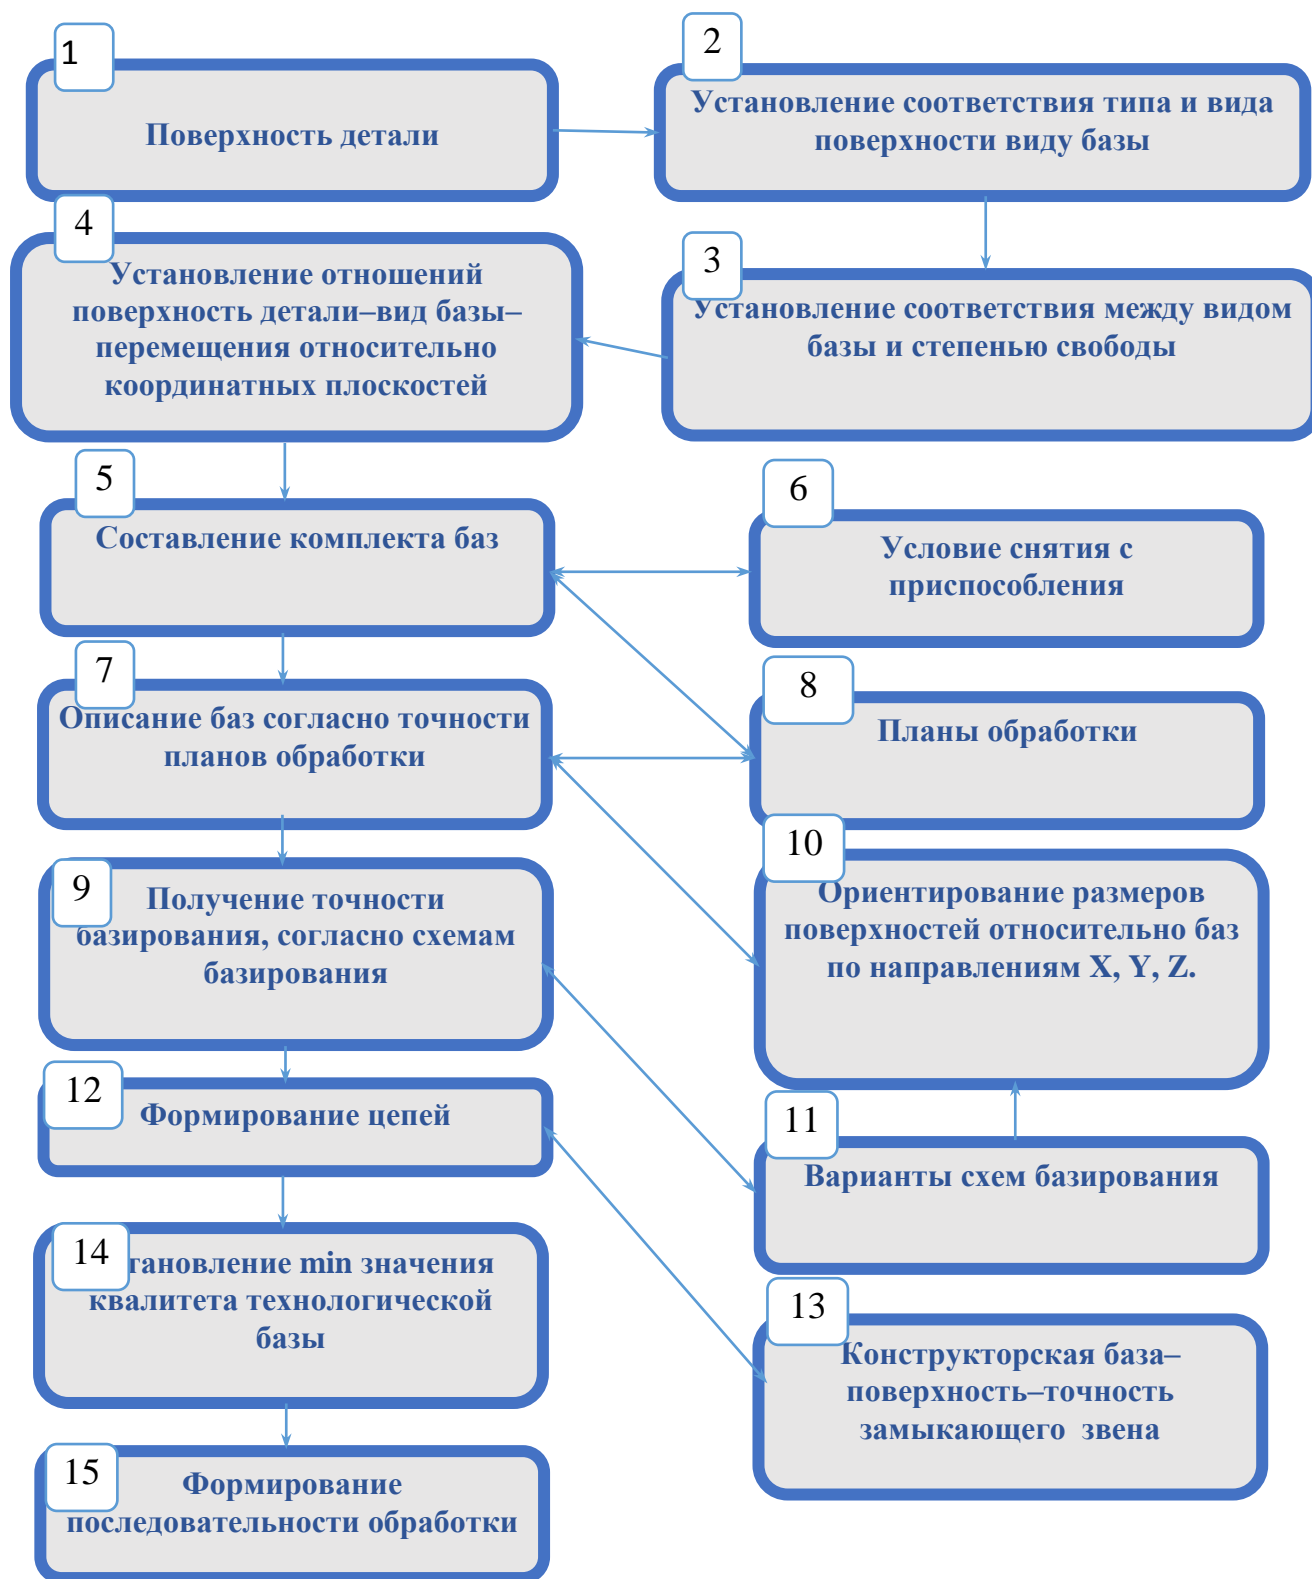 1
Поверхность детали
2
Установление соответствия типа и вида
поверхности виду базы
3
Установление соответствия между видом
базы и степенью свободы
4
Установление отношений
поверхность детали–вид базы–
перемещения относительно
координатных плоскостей
5
Составление комплекта баз
6
Условие снятия с
приспособления
7
Описание баз согласно точности
планов обработки
8
Планы обработки
9
Получение точности
базирования, согласно схемам
базирования
10
Ориентирование размеров
поверхностей относительно баз
по направлениям X, Y, Z.
11
Варианты схем базирования
12
Формирование цепей
13
Конструкторская база–
поверхность–точность
замыкающего звена
14
тановление min значения
квалитета технологической
базы
15
Формирование
последовательности обработки